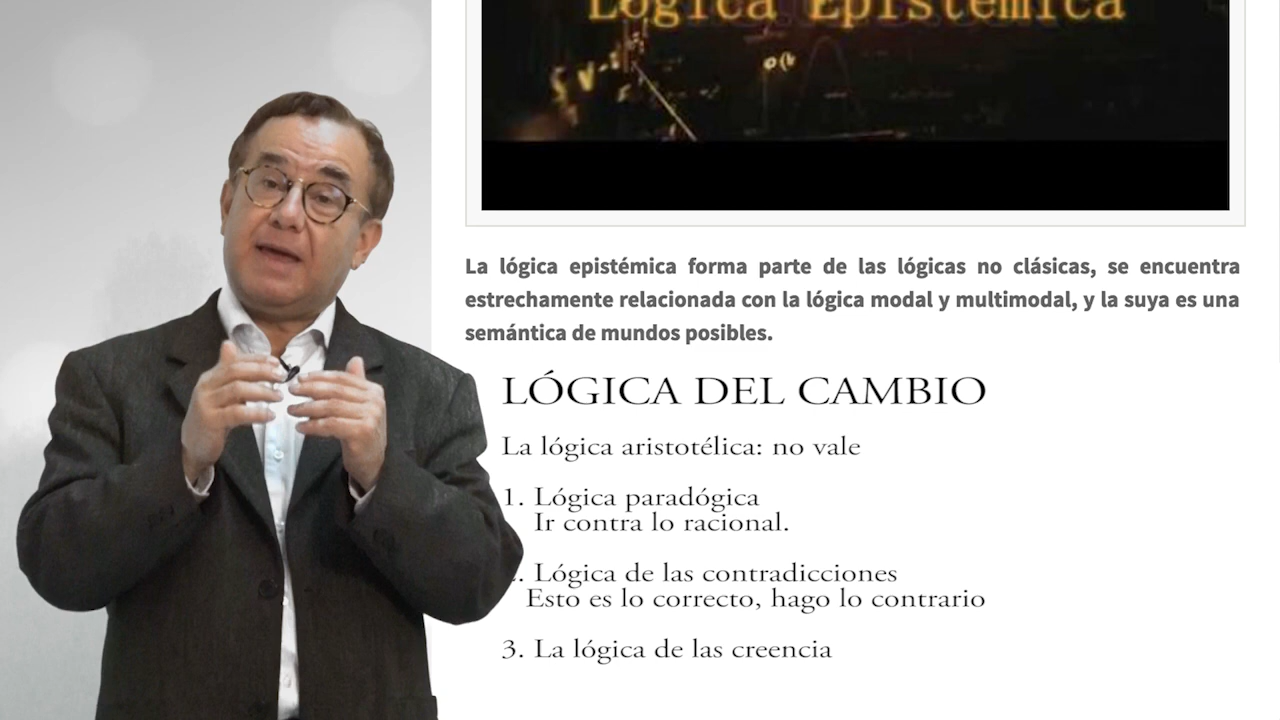 Lógica Epistémica
La lógica epistémica forma parte de las lógicas no clásicas, se encuentra
estrechamente relacionada con la lógica modal y multimodal, y la suya es una
semántica de mundos posibles.
LÓGICA DEL CAMBIO
La lógica aristotélica: no vale
1. Lógica paradógica
Ir contra lo racional.
2. Lógica de las contradicciones
Esto es lo correcto, hago lo contrario
3. La lógica de las creencia